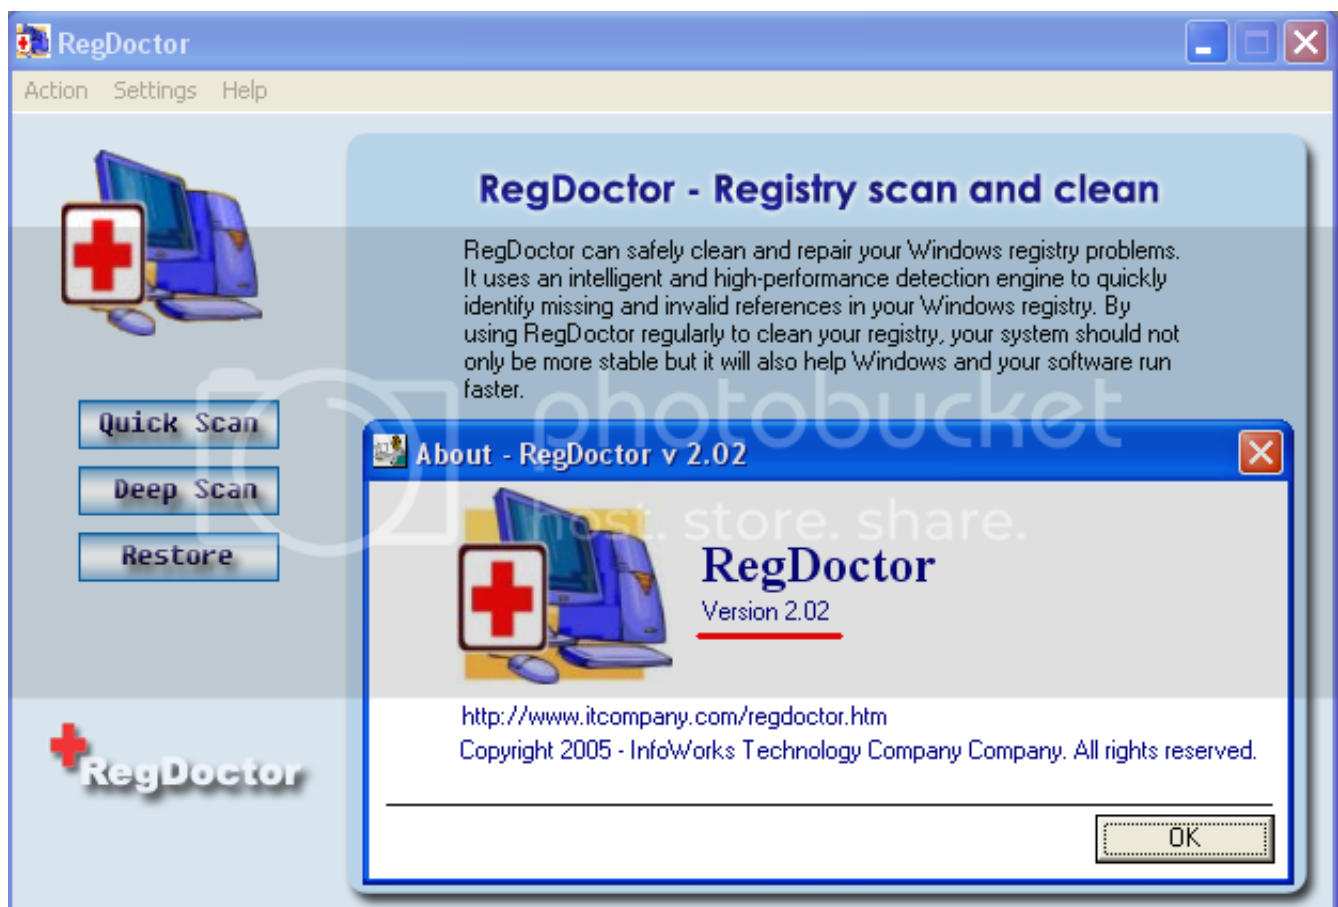 RegDoctor
Action Settings Help
RegDoctor - Registry scan and clean
RegDoctor can safely clean and repair your Windows registry problems.
It uses an intelligent and high-performance detection engine to quickly
identify missing and invalid references in your Windows registry. By
using RegDoctor regularly to clean your registry, your system should not
only be more stable but it will also help Windows and your software run
faster.
Quick Scan
Deep Scan
Restore
RegDoctor
photobucket
host. store. share.
About - RegDoctor v 2.02
RegDoctor
Version 2.02
http://www.itcompany.com/regdoctor.htm
Copyright 2005 - InfoWorks Technology Company Company. All rights reserved.
OK